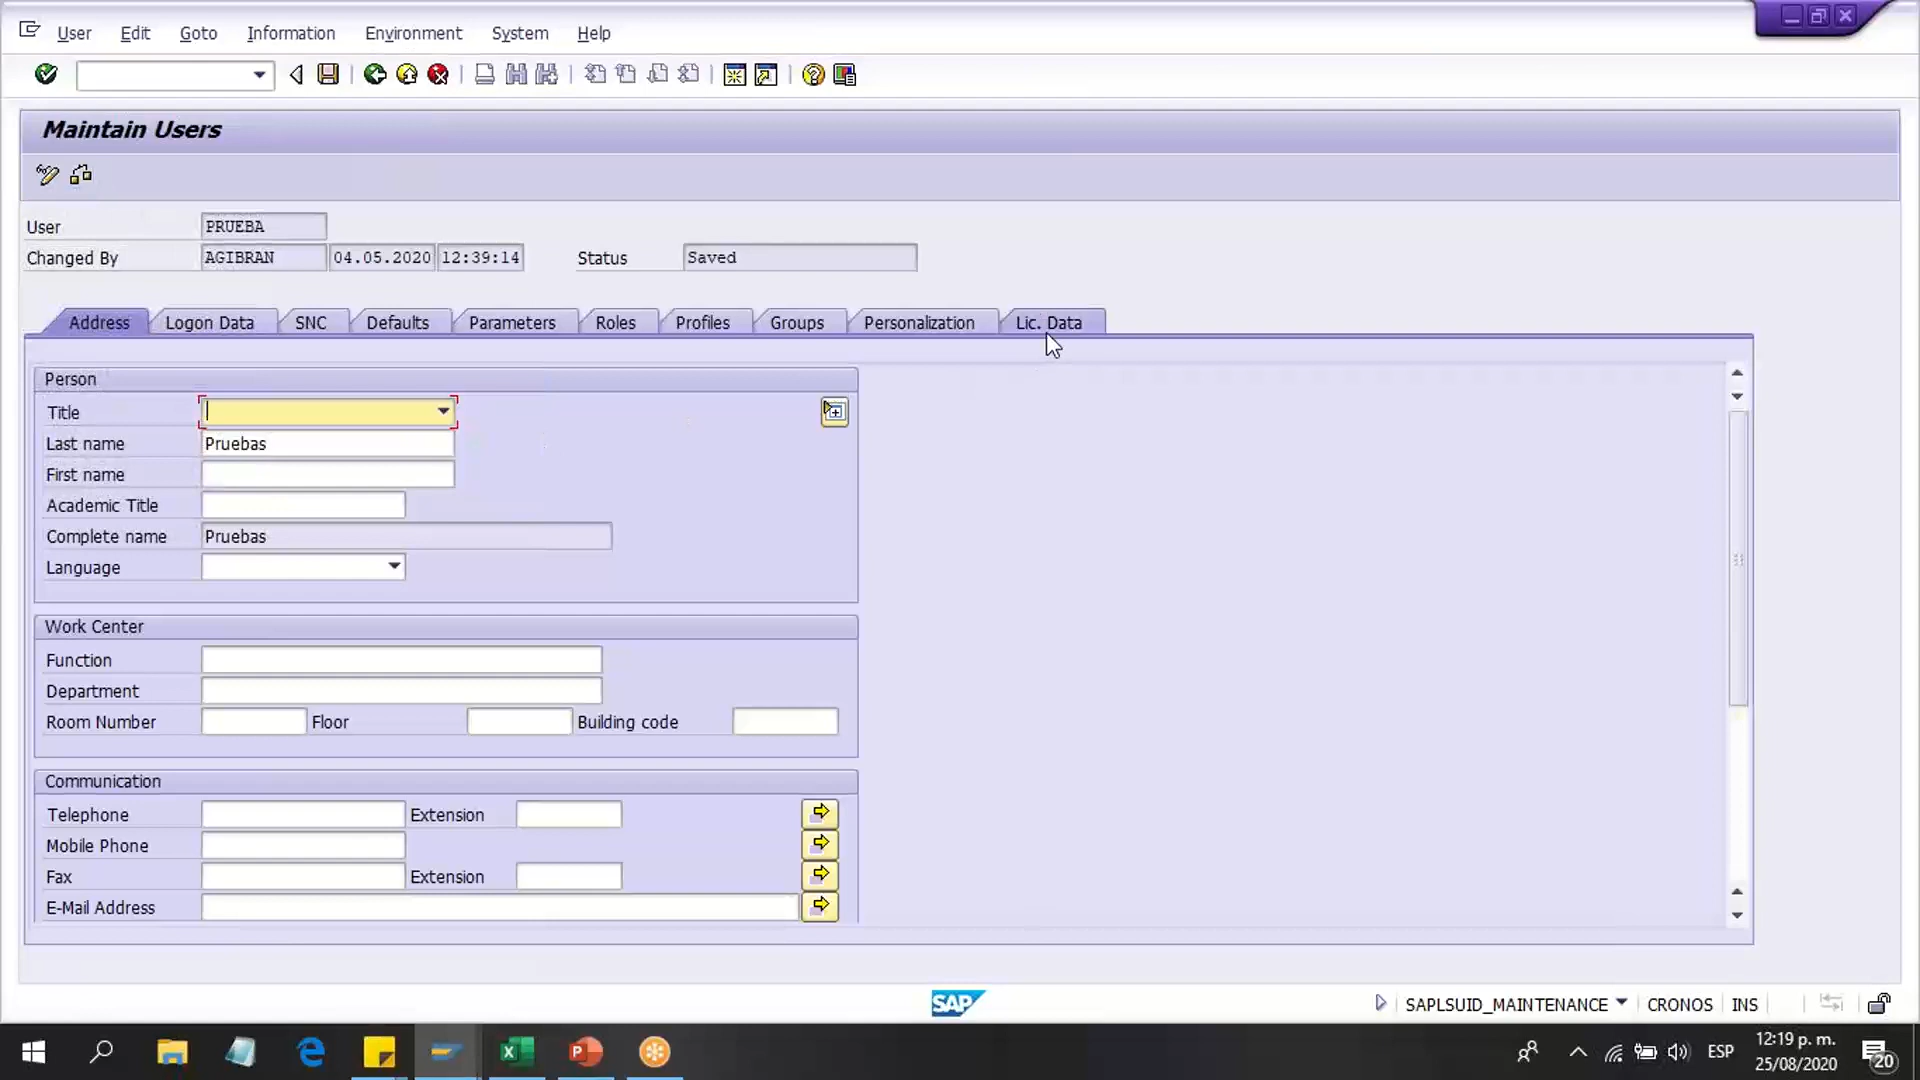 User Edit Goto Information Environment System Help
Maintain Users
User PRUEBA
Changed By AGIBRAN 04.05.2020 12:39:14 Status Saved
Address Logon Data SNC Defaults Parameters Roles Profiles Groups Personalization Lic. Data
Person
Title
Last name Pruebas
First name
Academic Title
Complete name Pruebas
Language
Work Center
Function
Department
Room Number Floor Building code
Communication
Telephone Extension
Mobile Phone
Fax Extension
E-Mail Address
SAP SAPLSUID_MAINTENANCE CRONOS INS
ESP 12:19 p. m.
25/08/2020 20